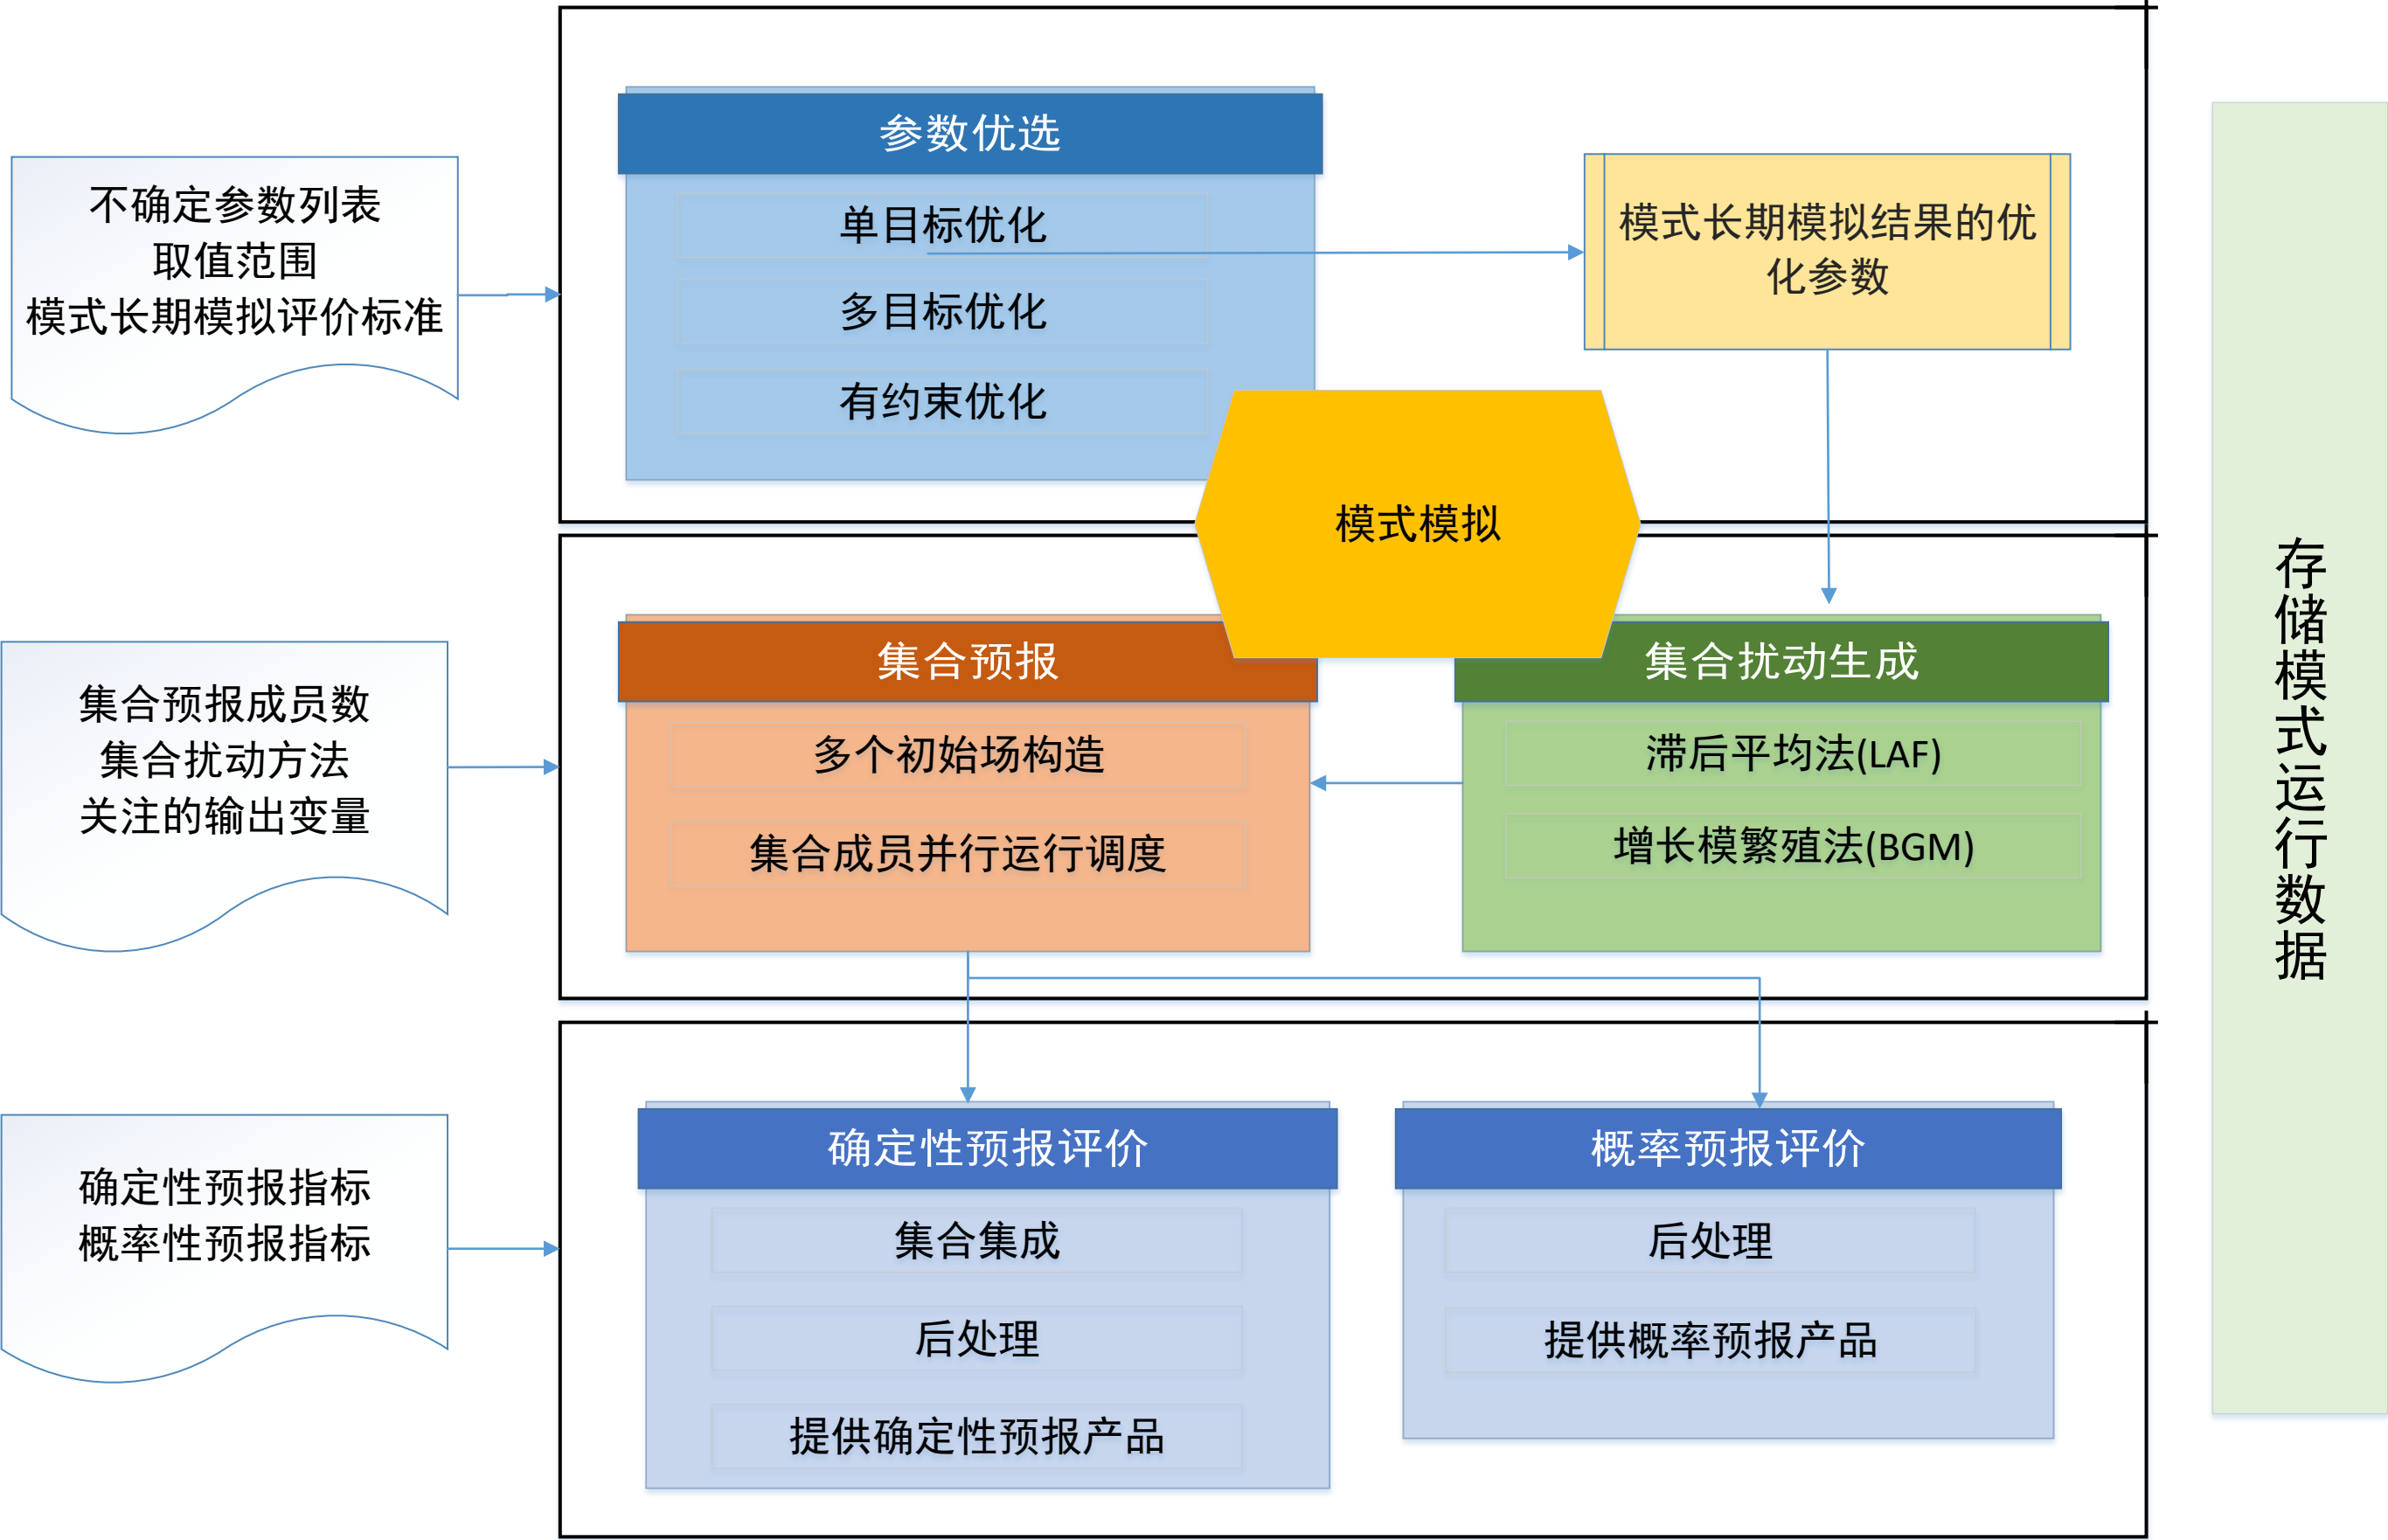 参数优选
不确定参数列表
取值范围
模式长期模拟评价标准
单目标优化
多目标优化
有约束优化
模式长期模拟结果的优
化参数
模式模拟
集合预报成员数
集合扰动方法
关注的输出变量
集合预报
多个初始场构造
集合成员并行运行调度
集合扰动生成
滞后平均法(LAF)
增长模繁殖法(BGM)
确定性预报指标
概率性预报指标
确定性预报评价
集合集成
后处理
提供确定性预报产品
概率预报评价
后处理
提供概率预报产品
存储模式运行数据